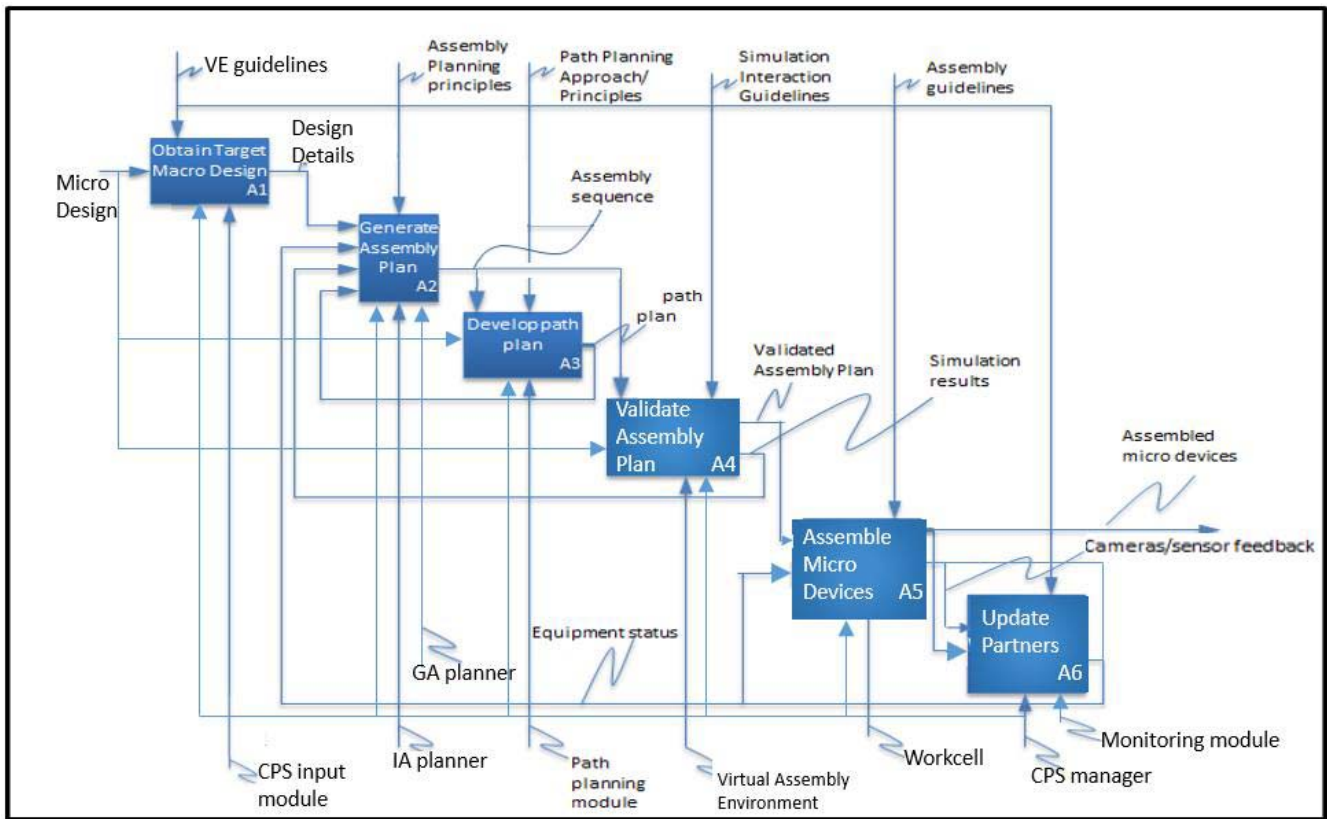 VE guidelines
Assembly
Planning
principles
Path Planning
Approach/
Principles
Simulation
Interaction
Guidelines
Assembly
guidelines
Obtain Target
Macro Design
A1
Design
Details
Micro
Design
Assembly
sequence
Generate
Assembly
Plan
A2
path
plan
Develop path
plan
A3
Validated
Assembly Plan
Simulation
results
Validate
Assembly
Plan
A4
Assembled
micro devices
Assemble
Micro
Devices
A5
Cameras/sensor feedback
Update
Partners
A6
Equipment status
GA planner
CPS input
module
IA planner
Path
planning
module
Virtual Assembly
Environment
Workcell
Monitoring module
CPS manager